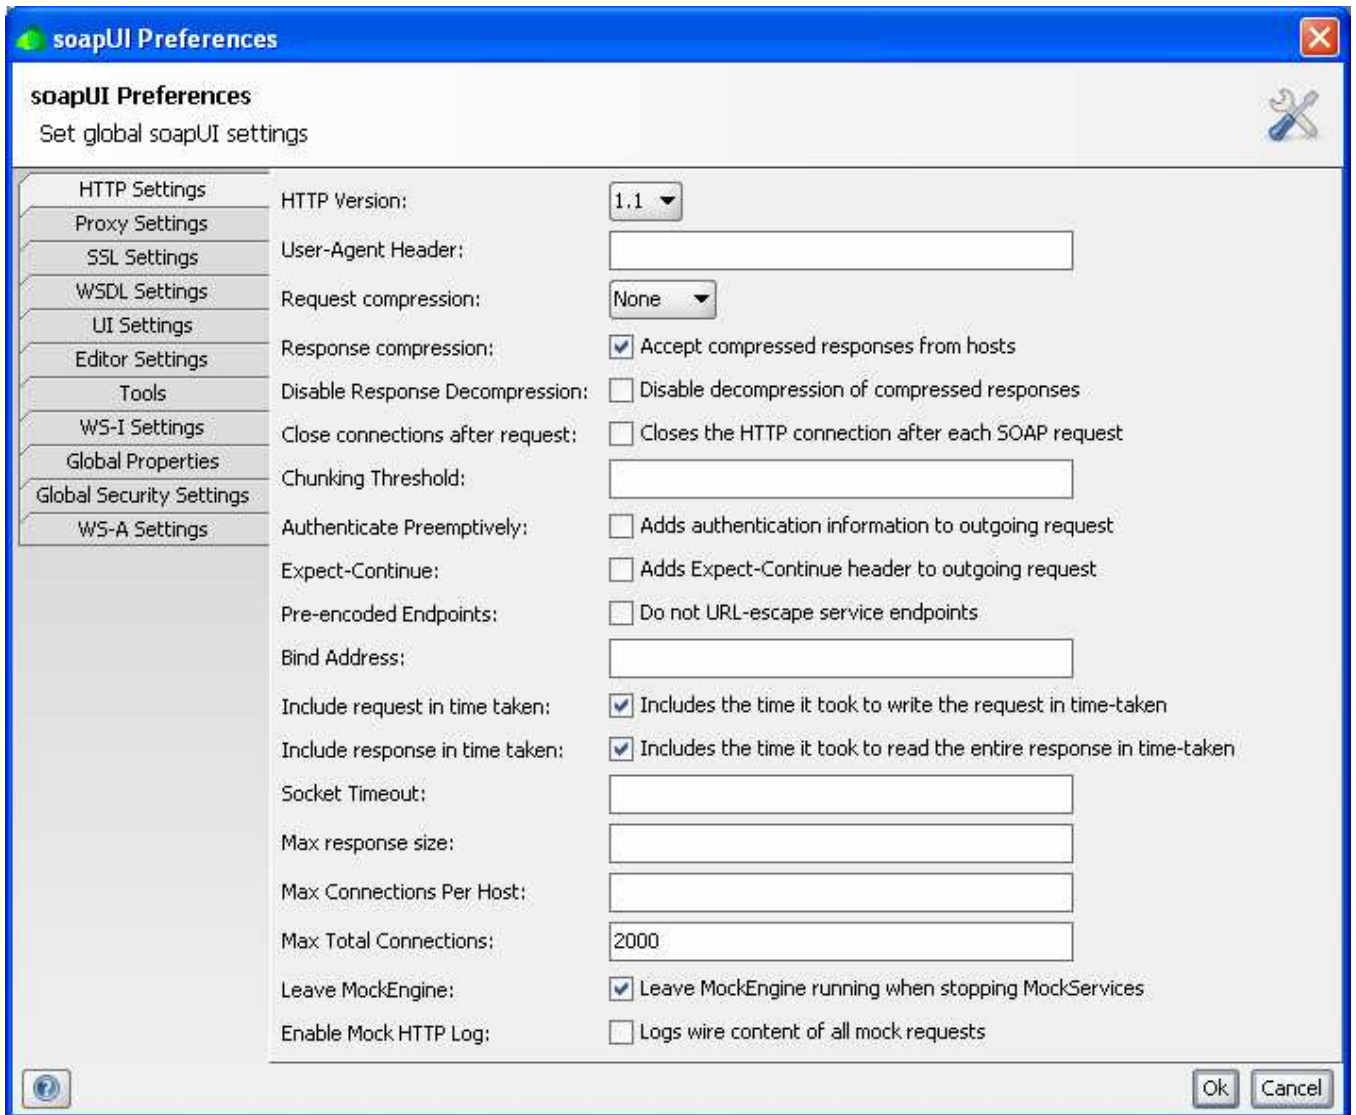 soapUI Preferences
soapUI Preferences
Set global soapUI settings
HTTP Settings
Proxy Settings
SSL Settings
WSDL Settings
UI Settings
Editor Settings
Tools
WS-I Settings
Global Properties
Global Security Settings
WS-A Settings
HTTP Version: 1.1
User-Agent Header:
Request compression: None
Response compression: Accept compressed responses from hosts
Disable Response Decompression: Disable decompression of compressed responses
Close connections after request: Closes the HTTP connection after each SOAP request
Chunking Threshold:
Authenticate Preemptively: Adds authentication information to outgoing request
Expect-Continue: Adds Expect-Continue header to outgoing request
Pre-encoded Endpoints: Do not URL-escape service endpoints
Bind Address:
Include request in time taken: Includes the time it took to write the request in time-taken
Include response in time taken: Includes the time it took to read the entire response in time-taken
Socket Timeout:
Max response size:
Max Connections Per Host:
Max Total Connections: 2000
Leave MockEngine: Leave MockEngine running when stopping MockServices
Enable Mock HTTP Log: Logs wire content of all mock requests
? Ok Cancel